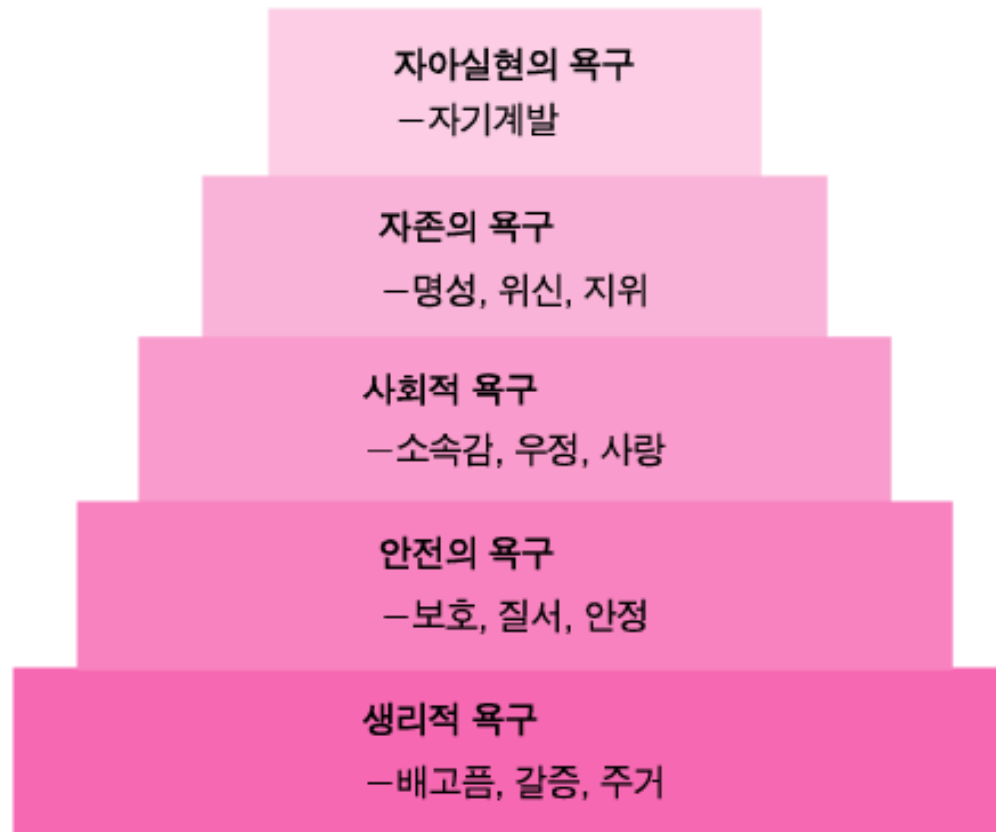 자아실현의 욕구
–자기계발
자존의 욕구
–명성, 위신, 지위
사회적 욕구
–소속감, 우정, 사랑
안전의 욕구
–보호, 질서, 안정
생리적 욕구
–배고픔, 갈증, 주거